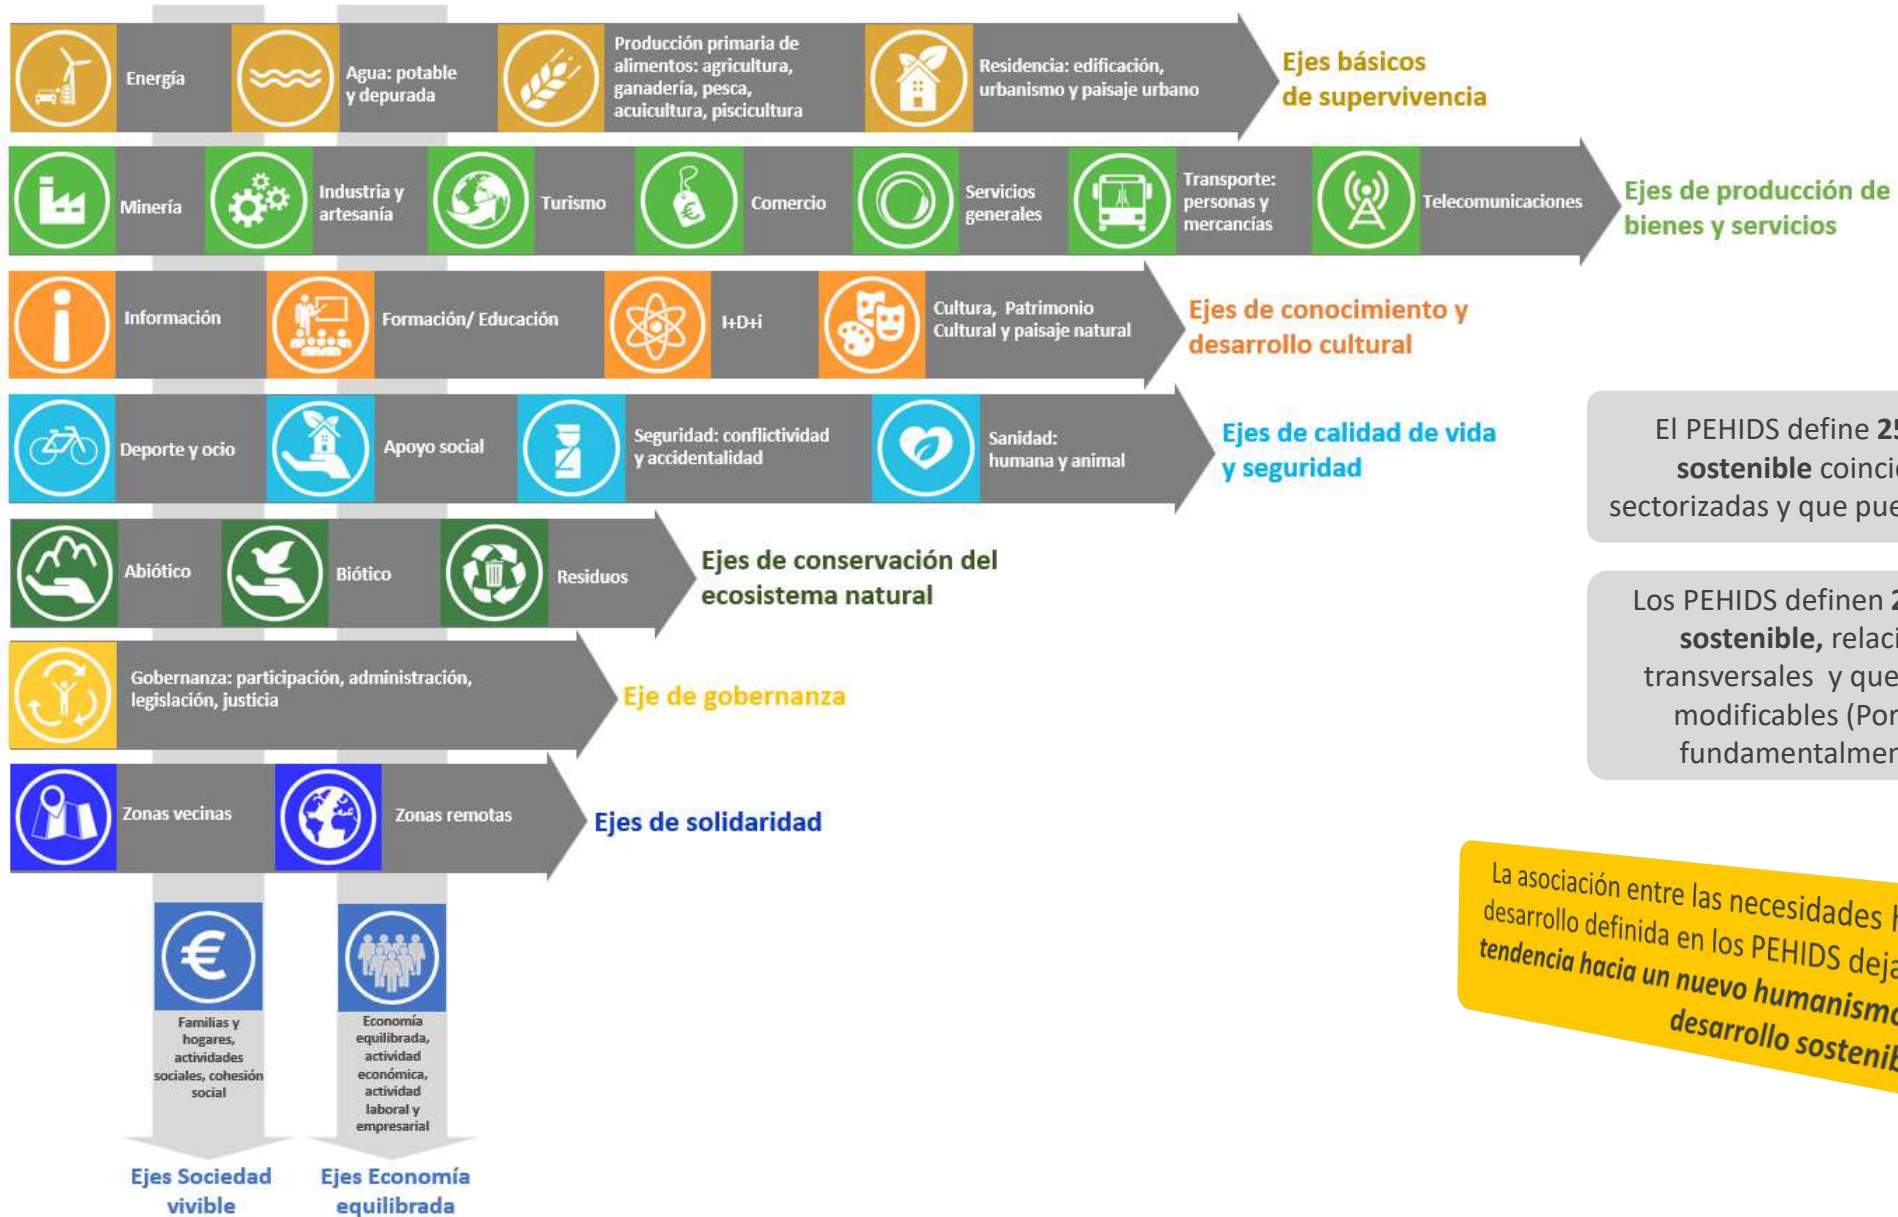 Energía
Agua: potable
y depurada
Producción primaria de
alimentos: agricultura,
ganadería, pesca,
acuicultura, piscicultura
Residencia: edificación,
urbanismo y paisaje urbano
Ejes básicos
de supervivencia
Minería
Industria y
artesanía
Turismo
Comercio
Servicios
generales
Transporte:
personas y
mercancías
Telecomunicaciones
Ejes de producción de
bienes y servicios
Información
Formación/ Educación
I+D+i
Cultura, Patrimonio
Cultural y paisaje natural
Ejes de conocimiento y
desarrollo cultural
Deporte y ocio
Apoyo social
Seguridad: conflictividad
y accidentalidad
Sanidad:
humana y animal
Ejes de calidad de vida
y seguridad
Abiótico
Biótico
Residuos
Ejes de conservación del
ecosistema natural
Gobernanza: participación, administración,
legislación, justicia
Eje de gobernanza
Zonas vecinas
Zonas remotas
Ejes de solidaridad
€
Familias y
hogares,
actividades
sociales, cohesión
social
Ejes Sociedad
vivible
Economía
equilibrada,
actividad
económica,
actividad
laboral y
empresarial
Ejes Economía
equilibrada
El PEHIDS define 25
sostenible
sectorizadas y que
Los PEHIDS definen
sostenible,
transversales y que
modificables
La asociación entre las necesidades
desarrollo definida en los PEHIDS
tendencia hacia un nuevo humanismo
desarrollo